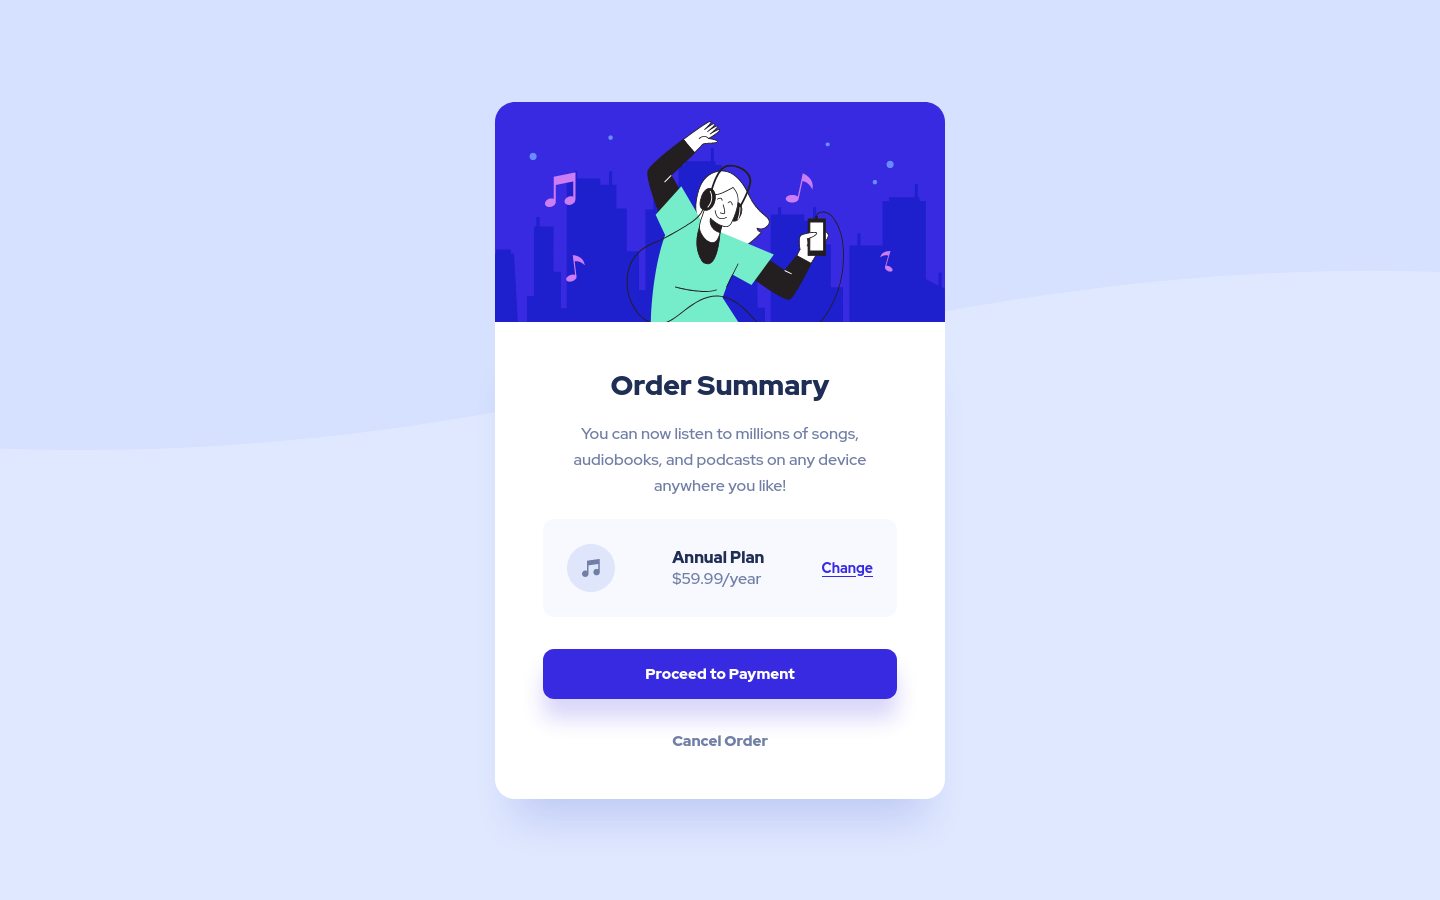 Order Summary
You can now listen to millions of songs,
audiobooks, and podcasts on any device
anywhere you like!
Annual Plan
$59.99/year
Change
Proceed to Payment
Cancel Order